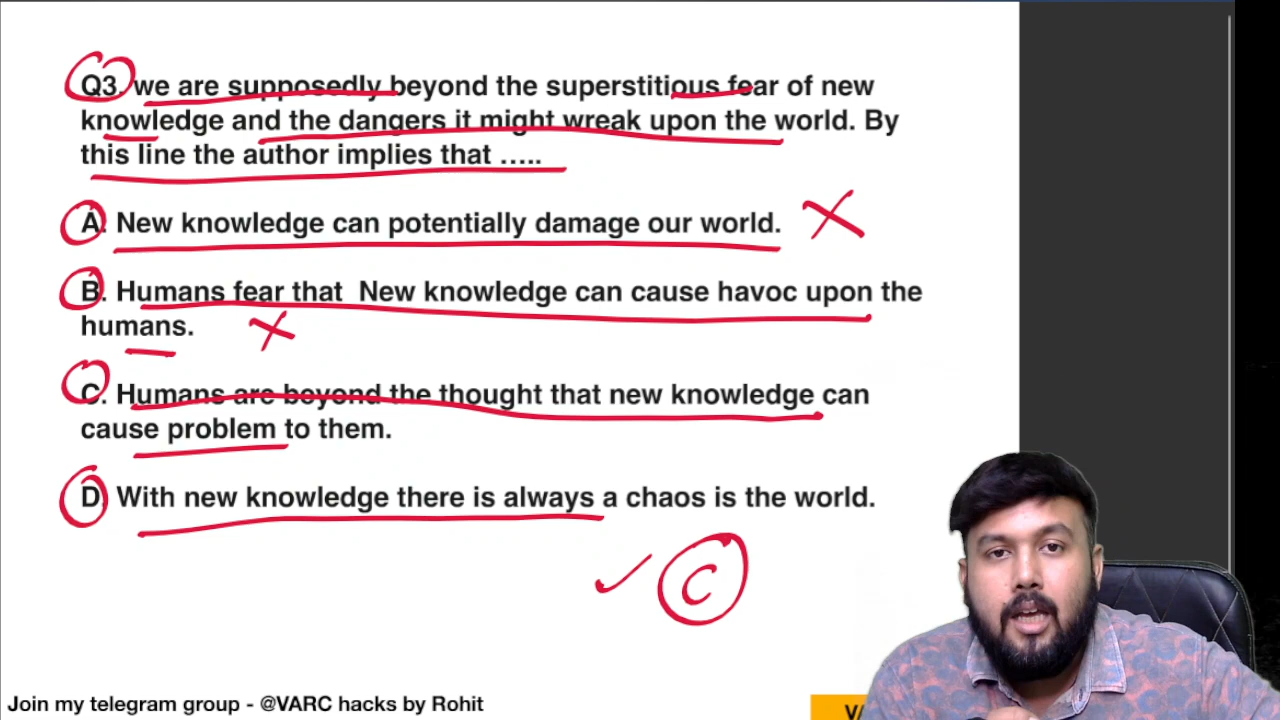 Q3. we are supposedly beyond the superstitious fear of new
knowledge and the dangers it might wreak upon the world. By
this line the author implies that …..
A. New knowledge can potentially damage our world.
B. Humans fear that New knowledge can cause havoc upon the
humans.
C. Humans are beyond the thought that new knowledge can
cause problem to them.
D. With new knowledge there is always a chaos is the world.
C
Join my telegram group - @VARC hacks by Rohit